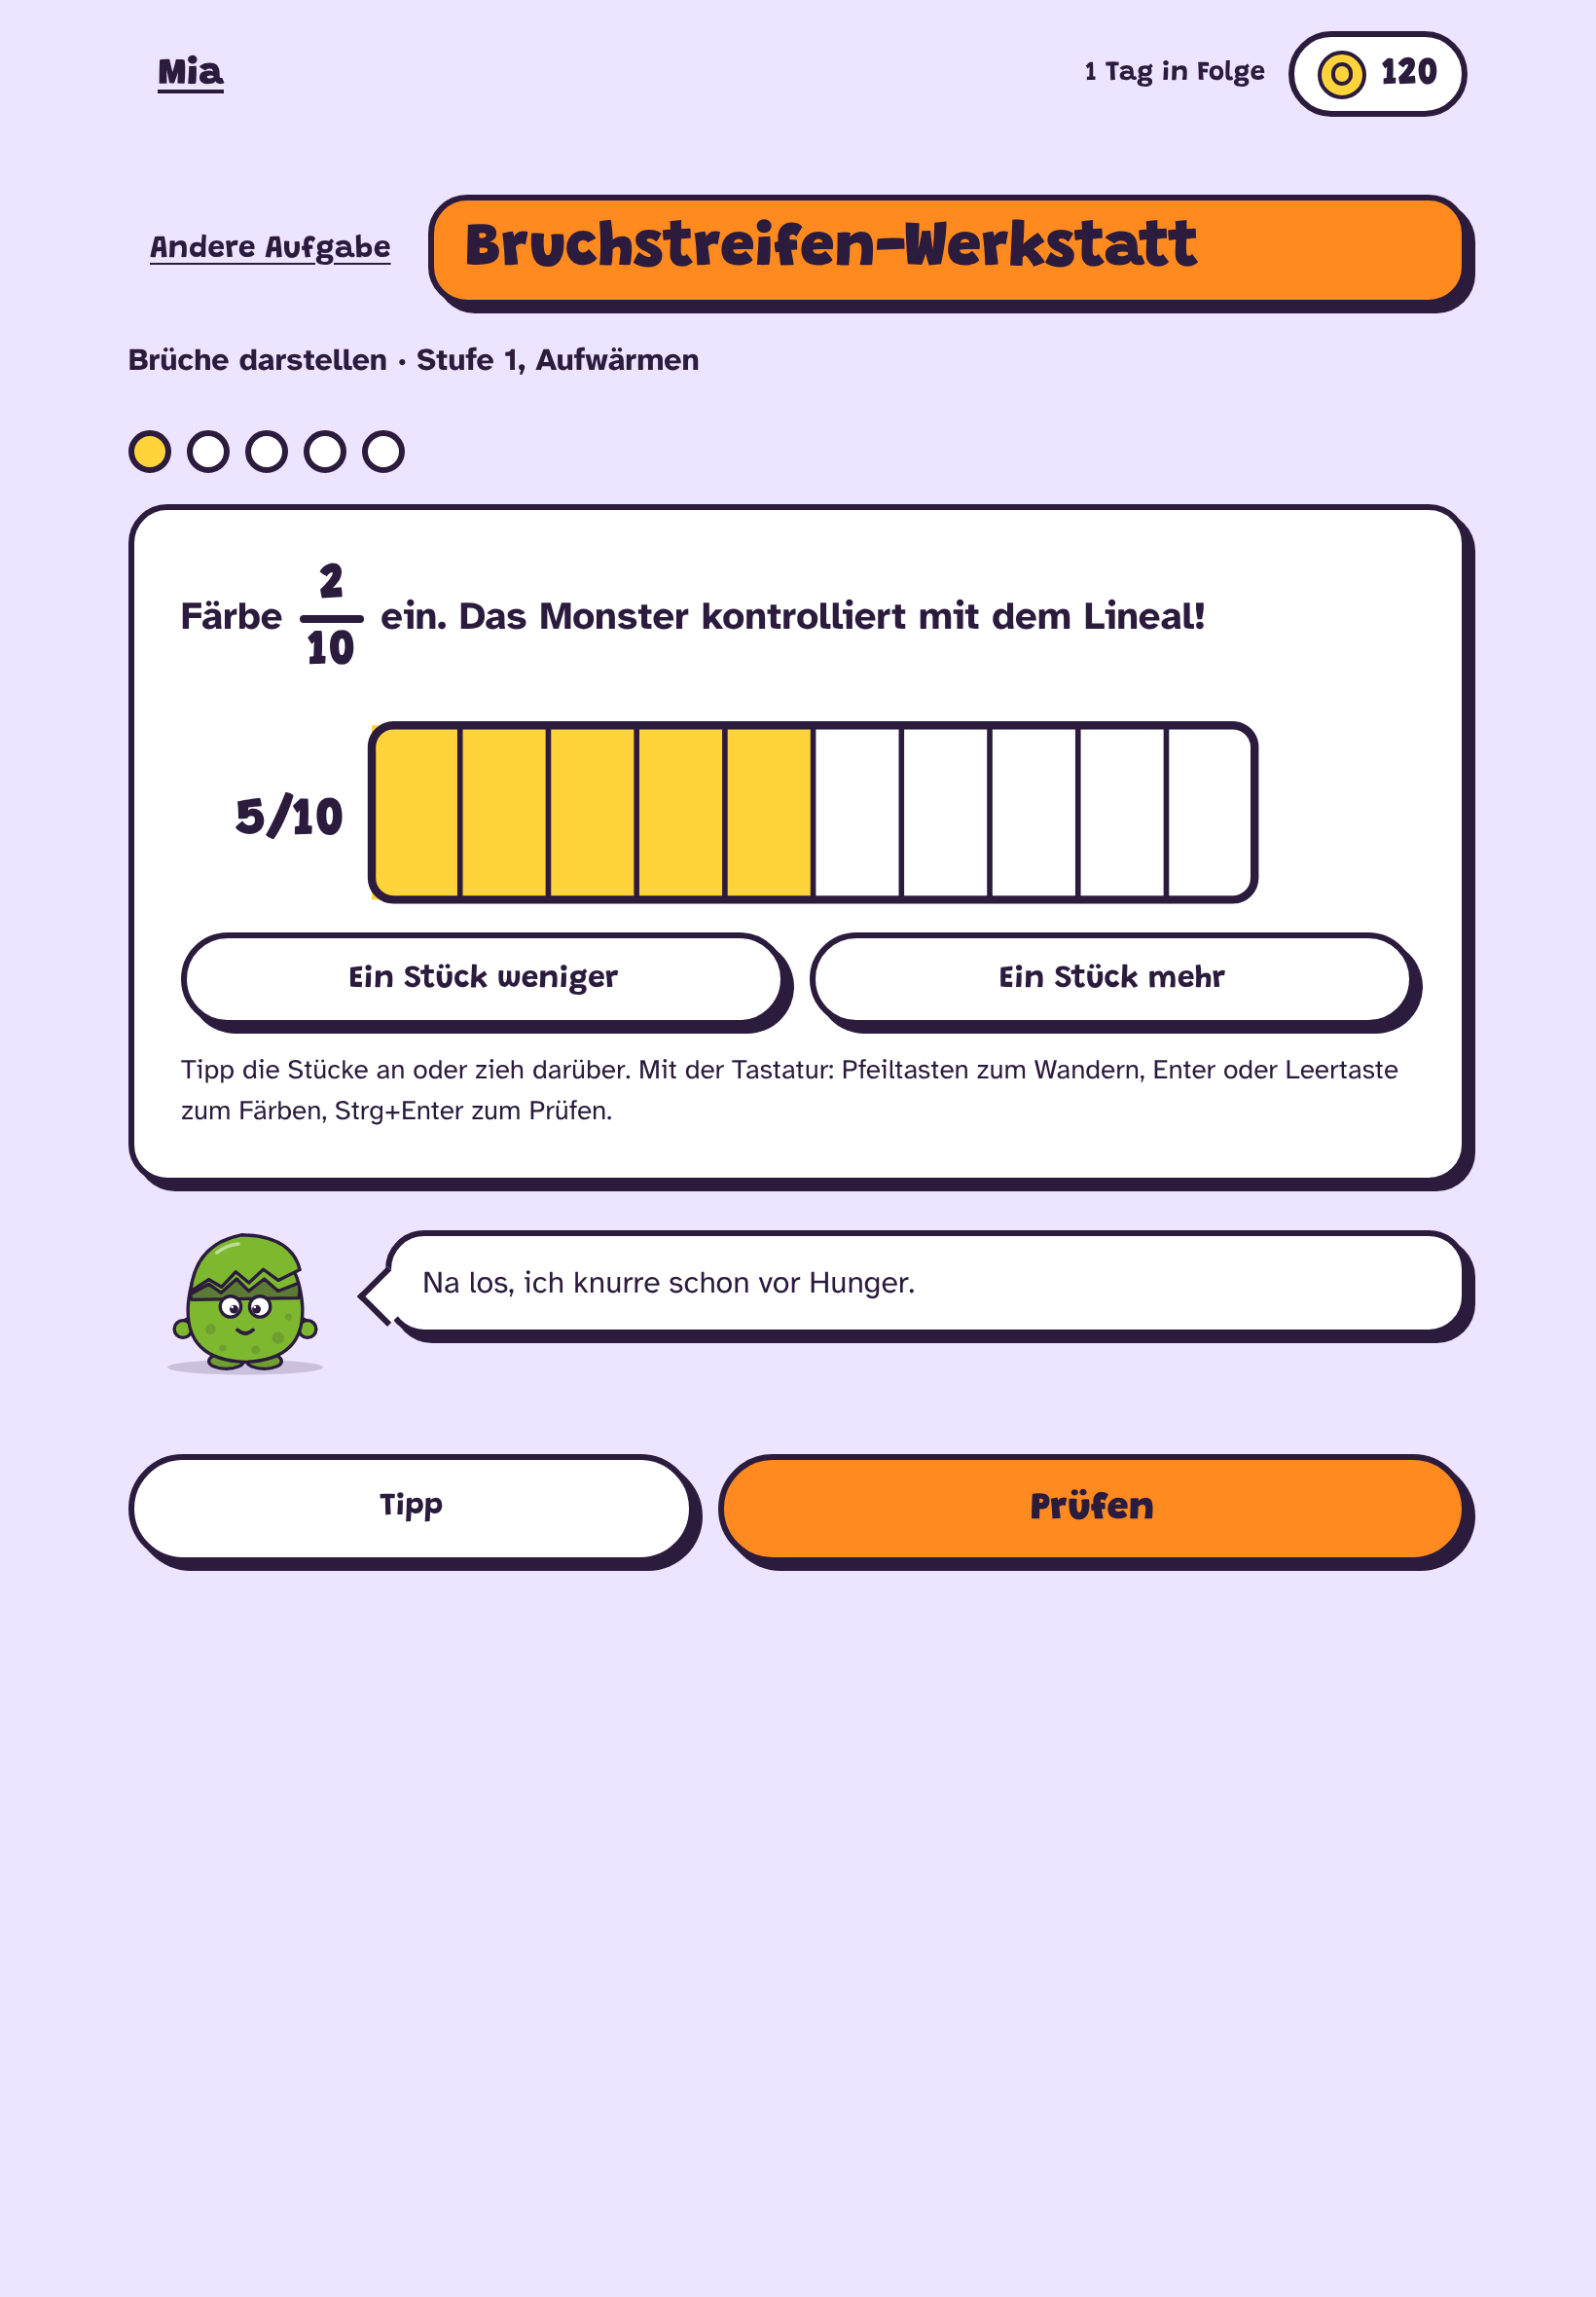 Mia
1 Tag in Folge
120
Andere Aufgabe
Bruchstreifen-Werkstatt
Brüche darstellen · Stufe 1, Aufwärmen
Färbe 2/10 ein. Das Monster kontrolliert mit dem Lineal!
5/10
Ein Stück weniger
Ein Stück mehr
Tipp die Stücke an oder zieh darüber. Mit der Tastatur: Pfeiltasten zum Wandern, Enter oder Leertaste
zum Färben, Strg+Enter zum Prüfen.
Na los, ich knurre schon vor Hunger.
Tipp
Prüfen